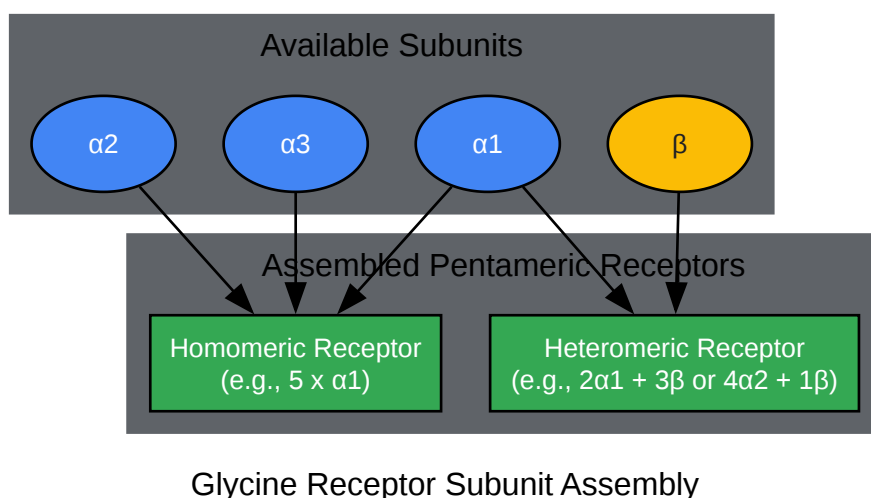 Available Subunits
α2
α3
α1
β
Assembled Pentameric Receptors
Homomeric Receptor
(e.g., 5 x α1)
Heteromeric Receptor
(e.g., 2α1 + 3β or 4α2 + 1β)
Glycine Receptor Subunit Assembly